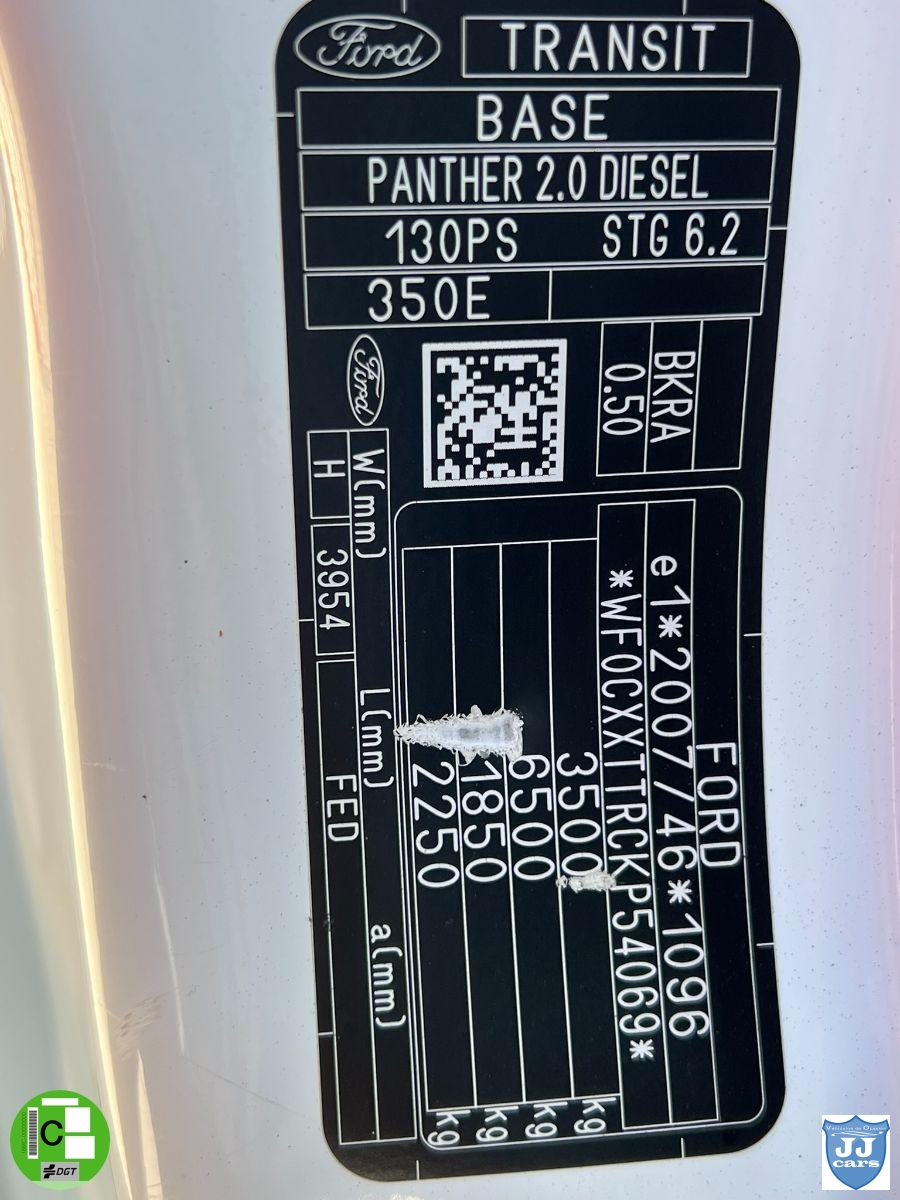 Ford
TRANSIT
BASE
PANTHER 2.0 DIESEL
130PS STG 6.2
350E
BKRA
0.50
FORD
e1*2007/46*1096
*WF0CXXTTRCKP54069*
3500 kg
6500 kg
1850 kg
2250 kg
Ford
W(mm) L(mm) a(mm)
H 3954 FED
C
DGT
JJ
cars